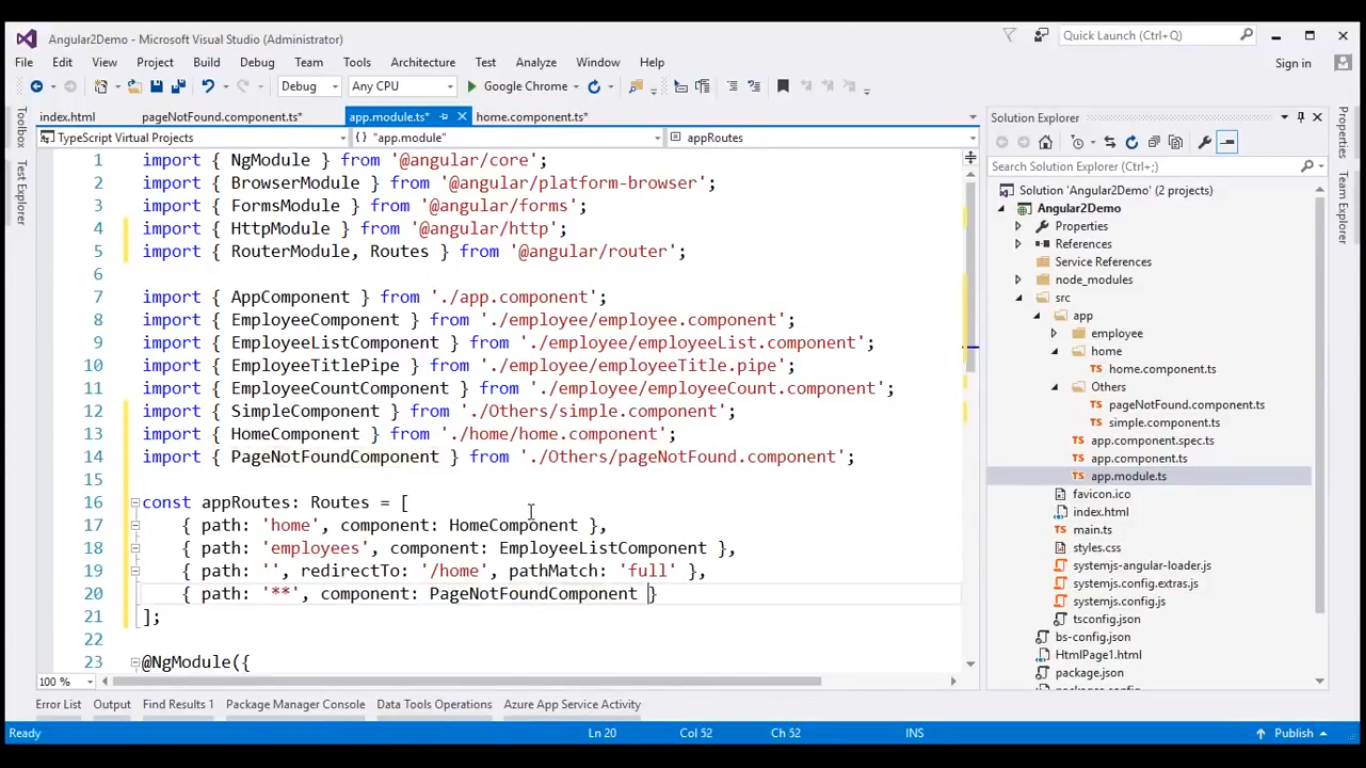 Angular2Demo - Microsoft Visual Studio (Administrator)
Quick Launch (Ctrl+Q)
File Edit View Project Build Debug Team Tools Architecture Test Analyze Window Help
Sign in
Debug Any CPU Google Chrome
Toolbox
Test Explorer
index.html pageNotFound.component.ts* app.module.ts* home.component.ts*
TypeScript Virtual Projects {} "app.module" appRoutes
1 import { NgModule } from '@angular/core';
2 import { BrowserModule } from '@angular/platform-browser';
3 import { FormsModule } from '@angular/forms';
4 import { HttpModule } from '@angular/http';
5 import { RouterModule, Routes } from '@angular/router';
6
7 import { AppComponent } from './app.component';
8 import { EmployeeComponent } from './employee/employee.component';
9 import { EmployeeListComponent } from './employee/employeeList.component';
10 import { EmployeeTitlePipe } from './employee/employeeTitle.pipe';
11 import { EmployeeCountComponent } from './employee/employeeCount.component';
12 import { SimpleComponent } from './Others/simple.component';
13 import { HomeComponent } from './home/home.component';
14 import { PageNotFoundComponent } from './Others/pageNotFound.component';
15
16 const appRoutes: Routes = [
17 { path: 'home', component: HomeComponent },
18 { path: 'employees', component: EmployeeListComponent },
19 { path: '', redirectTo: '/home', pathMatch: 'full' },
20 { path: '**', component: PageNotFoundComponent }
21 ];
22
23 @NgModule({
100 %
Solution Explorer
Search Solution Explorer (Ctrl+;)
Solution 'Angular2Demo' (2 projects)
Angular2Demo
Properties
References
Service References
node_modules
src
app
employee
home
TS home.component.ts
Others
TS pageNotFound.component.ts
TS simple.component.ts
TS app.component.spec.ts
TS app.component.ts
TS app.module.ts
favicon.ico
index.html
TS main.ts
styles.css
systemjs-angular-loader.js
systemjs.config.extras.js
systemjs.config.js
tsconfig.json
bs-config.json
HtmlPage1.html
package.json
Properties
Team Explorer
Error List Output Find Results 1 Package Manager Console Data Tools Operations Azure App Service Activity
Ready Ln 20 Col 52 Ch 52 INS Publish